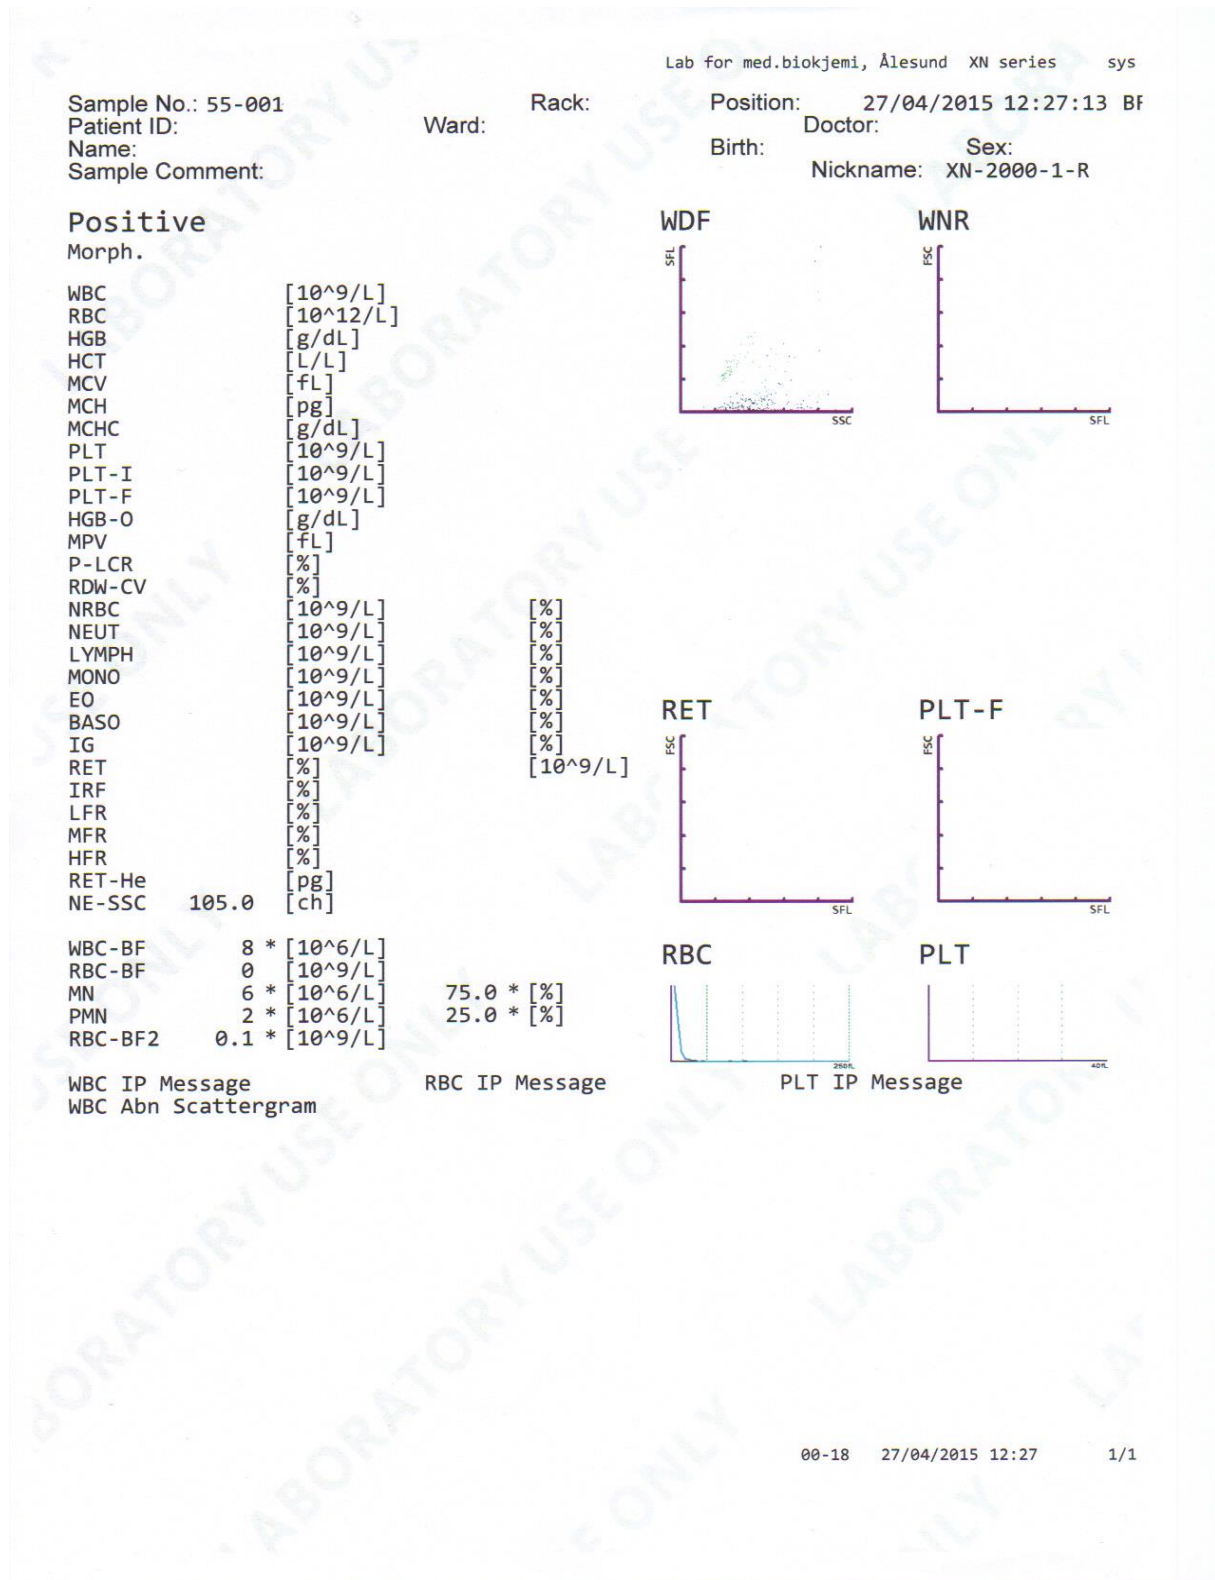 Lab for med.biokjemi, Ålesund XN series sys
Sample No.: 55-001 Rack: Position: 27/04/2015 12:27:13 BF
Patient ID: Ward: Doctor:
Name: Birth: Sex:
Sample Comment: Nickname: XN-2000-1-R
Positive
Morph.
WBC [10^9/L]
RBC [10^12/L]
HGB [g/dL]
HCT [L/L]
MCV [fL]
MCH [pg]
MCHC [g/dL]
PLT [10^9/L]
PLT-I [10^9/L]
PLT-F [10^9/L]
HGB-O [g/dL]
MPV [fL]
P-LCR [%]
RDW-CV [%]
NRBC [10^9/L] [%]
NEUT [10^9/L] [%]
LYMPH [10^9/L] [%]
MONO [10^9/L] [%]
EO [10^9/L] [%]
BASO [10^9/L] [%]
IG [10^9/L] [%]
RET [%] [10^9/L]
IRF [%]
LFR [%]
MFR [%]
HFR [%]
RET-He [pg]
NE-SSC 105.0 [ch]
WBC-BF 8 * [10^6/L]
RBC-BF 0 [10^9/L]
MN 6 * [10^6/L] 75.0 * [%]
PMN 2 * [10^6/L] 25.0 * [%]
RBC-BF2 0.1 * [10^9/L]
WDF WNR
SFL FSC
SSC SFL
RET PLT-F
FSC FSC
SFL SFL
RBC PLT
250fL 40fL
WBC IP Message RBC IP Message PLT IP Message
WBC Abn Scattergram
00-18 27/04/2015 12:27 1/1
LABORATORY USE ONLY